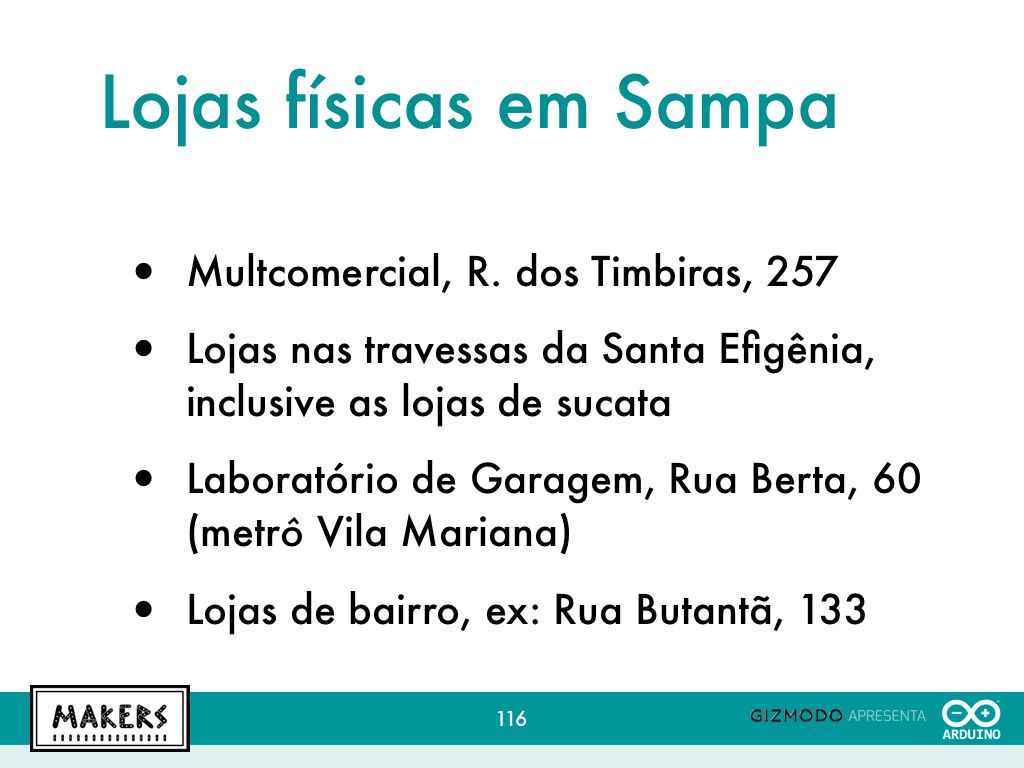 Lojas físicas em Sampa
• Multcomercial, R. dos Timbiras, 257
• Lojas nas travessas da Santa Efigênia,
inclusive as lojas de sucata
• Laboratório de Garagem, Rua Berta, 60
(metrô Vila Mariana)
• Lojas de bairro, ex: Rua Butantã, 133
MAKERS
116
GIZMODO APRESENTA
ARDUINO